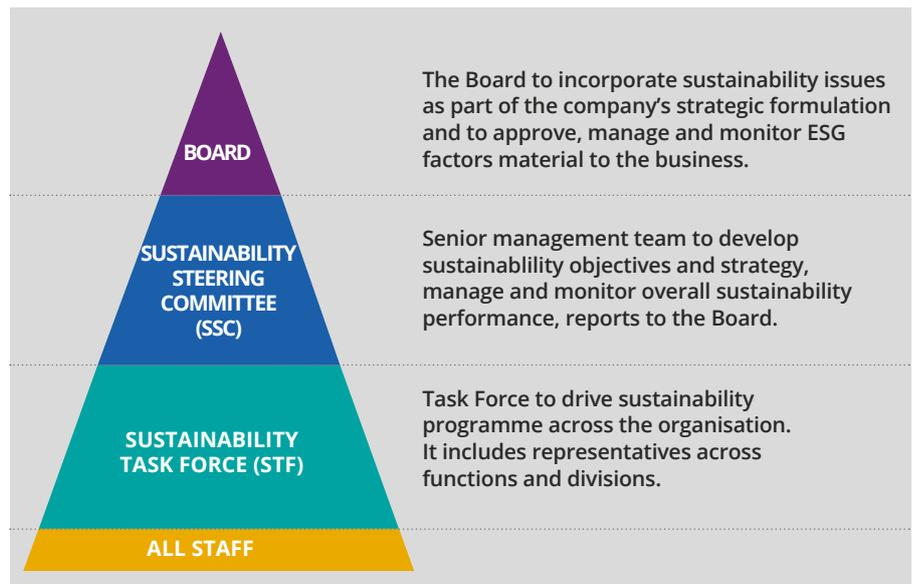 BOARD
The Board to incorporate sustainability issues
as part of the company’s strategic formulation
and to approve, manage and monitor ESG
factors material to the business.
SUSTAINABILITY
STEERING
COMMITTEE
(SSC)
Senior management team to develop
sustainablility objectives and strategy,
manage and monitor overall sustainability
performance, reports to the Board.
SUSTAINABILITY
TASK FORCE (STF)
Task Force to drive sustainability
programme across the organisation.
It includes representatives across
functions and divisions.
ALL STAFF